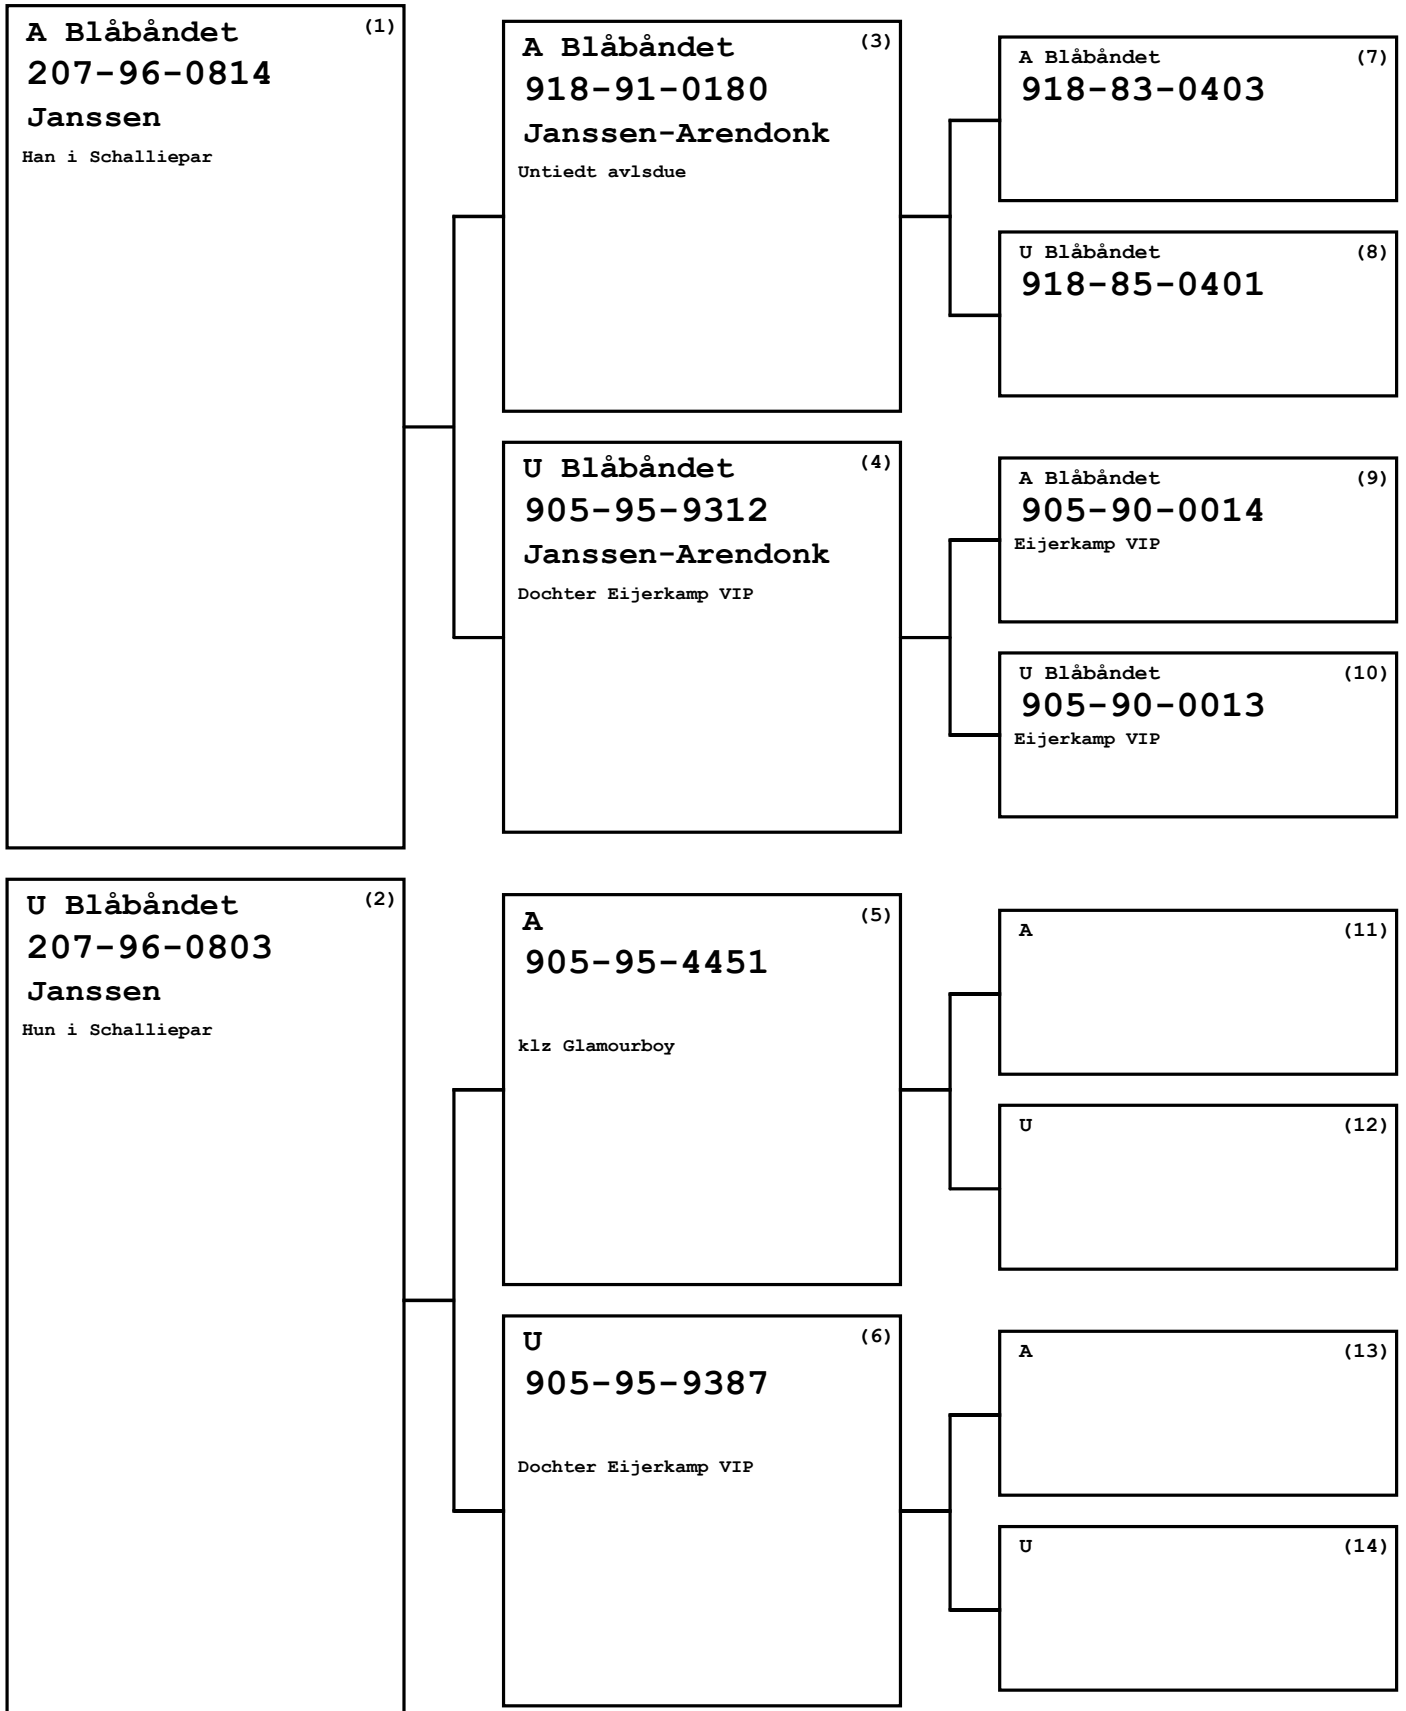 A Blåbåndet (1)
207-96-0814
Janssen
Han i Schalliepar
A Blåbåndet (3)
918-91-0180
Janssen-Arendonk
Untiedt avlsdue
A Blåbåndet (7)
918-83-0403
U Blåbåndet (8)
918-85-0401
U Blåbåndet (4)
905-95-9312
Janssen-Arendonk
Dochter Eijerkamp VIP
A Blåbåndet (9)
905-90-0014
Eijerkamp VIP
U Blåbåndet (10)
905-90-0013
Eijerkamp VIP
U Blåbåndet (2)
207-96-0803
Janssen
Hun i Schalliepar
A (5)
905-95-4451
klz Glamourboy
A (11)
U (12)
U (6)
905-95-9387
Dochter Eijerkamp VIP
A (13)
U (14)